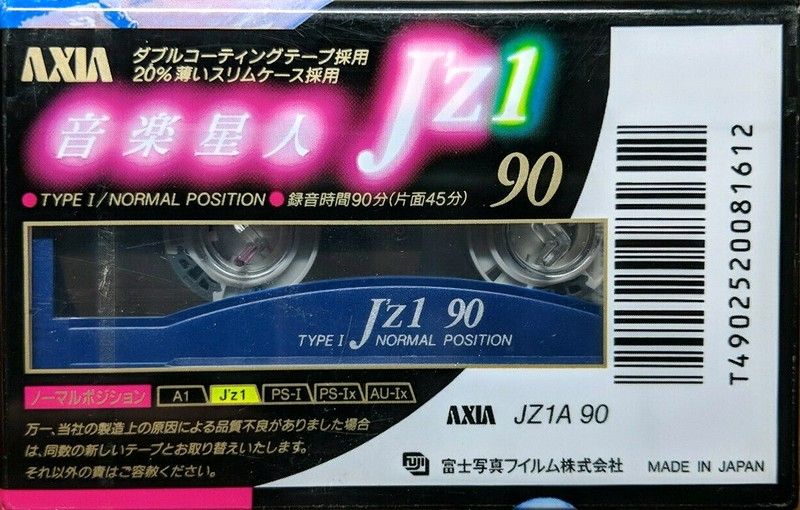 AXIA
ダブルコーティングテープ採用
20%薄いスリムケース採用
J'z1
音楽星人
90
●TYPE I/NORMAL POSITION ●録音時間90分(片面45分)
J'z1 90
TYPE I NORMAL POSITION
ノーマルポジション A1 J'z1 PS-I PS-Ix AU-Ix
万一、当社の製造上の原因による品質不良がありました場合
は、同数の新しいテープとお取り替えいたします。
それ以外の責はご容赦ください。
AXIA JZ1A 90
FUJI 富士写真フイルム株式会社 MADE IN JAPAN
T4902520081612